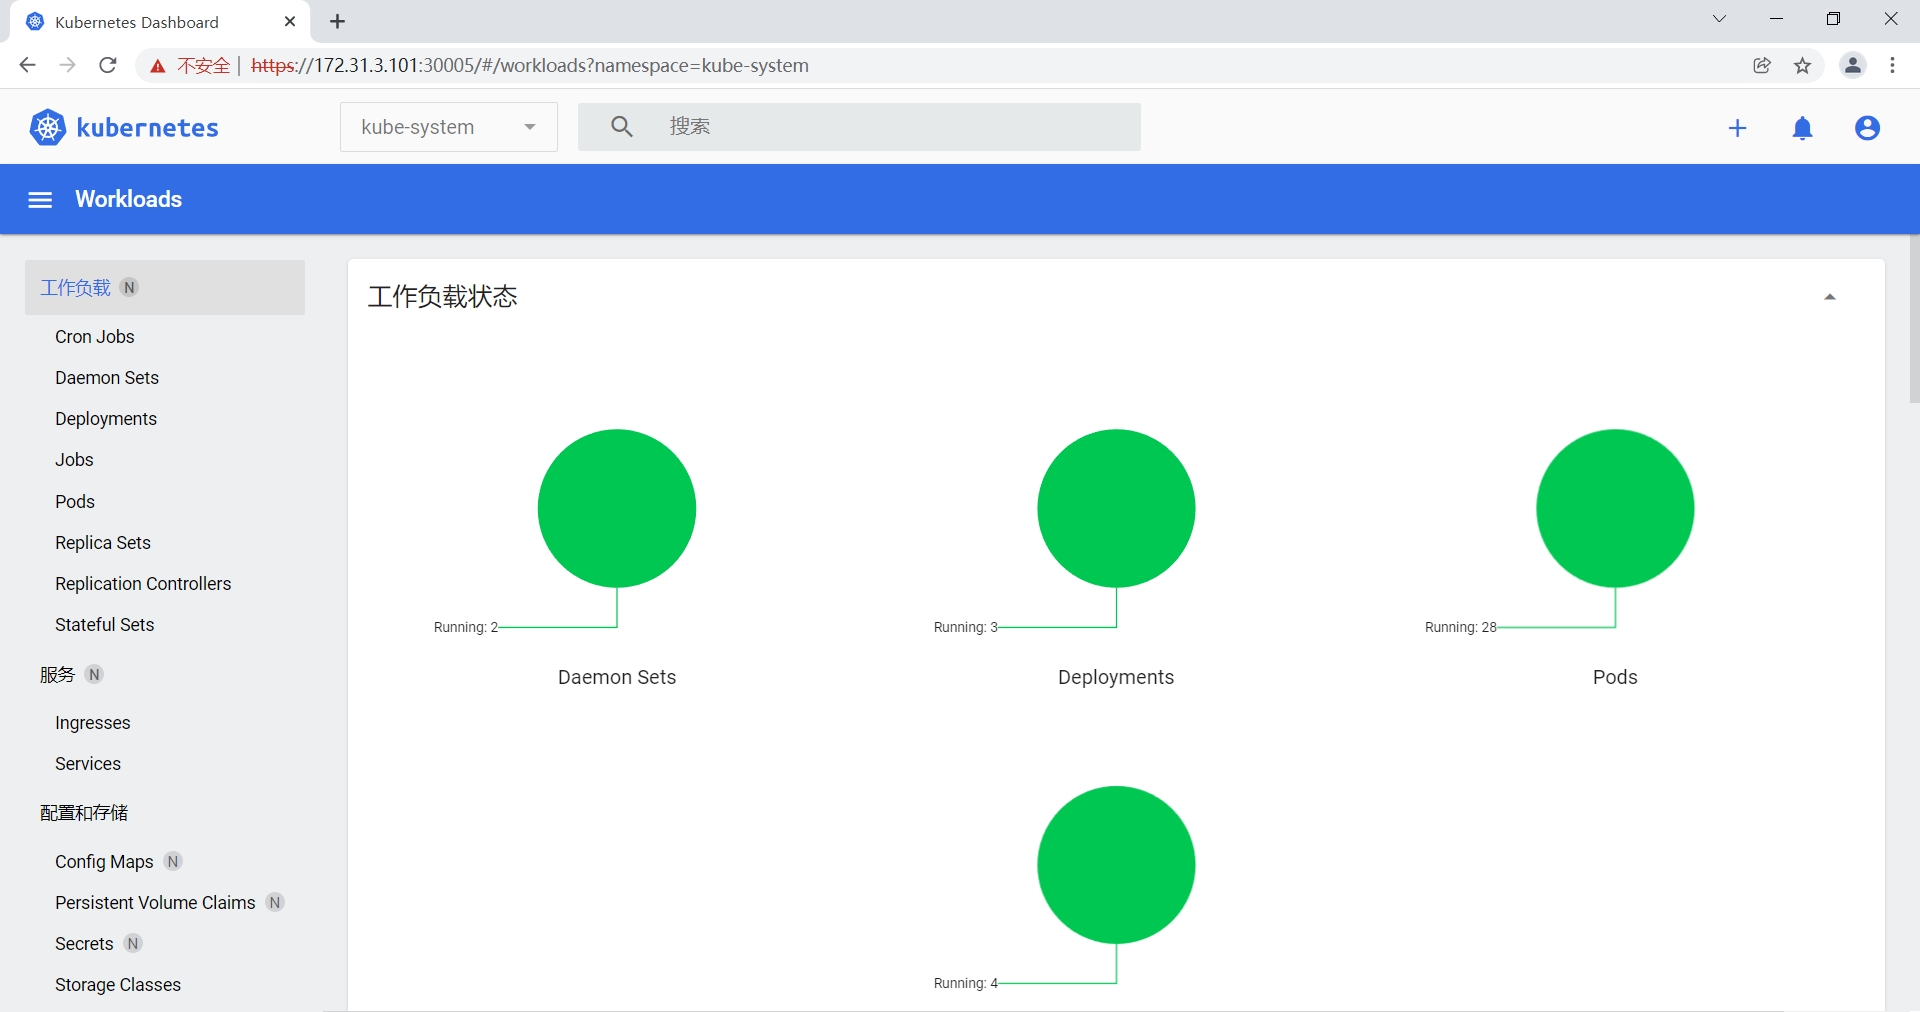 Kubernetes Dashboard
不安全 | https://172.31.3.101:30005/#/workloads?namespace=kube-system
kubernetes
kube-system
搜索
Workloads
工作负载 N
Cron Jobs
Daemon Sets
Deployments
Jobs
Pods
Replica Sets
Replication Controllers
Stateful Sets
服务 N
Ingresses
Services
配置和存储
Config Maps N
Persistent Volume Claims N
Secrets N
Storage Classes
工作负载状态
Running: 2
Daemon Sets
Running: 3
Deployments
Running: 28
Pods
Running: 4